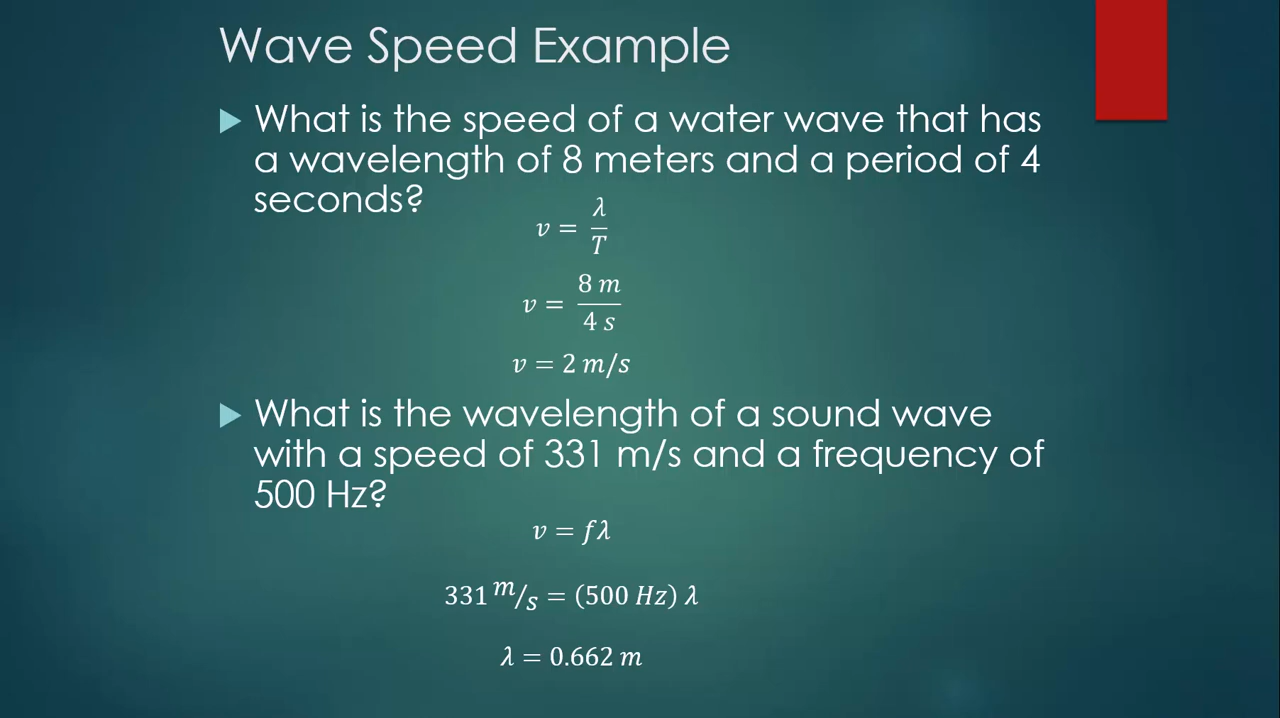 Wave Speed Example
What is the speed of a water wave that has
a wavelength of 8 meters and a period of 4
seconds?
v = λ/T
v = 8 m/4 s
v = 2 m/s
What is the wavelength of a sound wave
with a speed of 331 m/s and a frequency of
500 Hz?
v = fλ
331 m/s = (500 Hz) λ
λ = 0.662 m